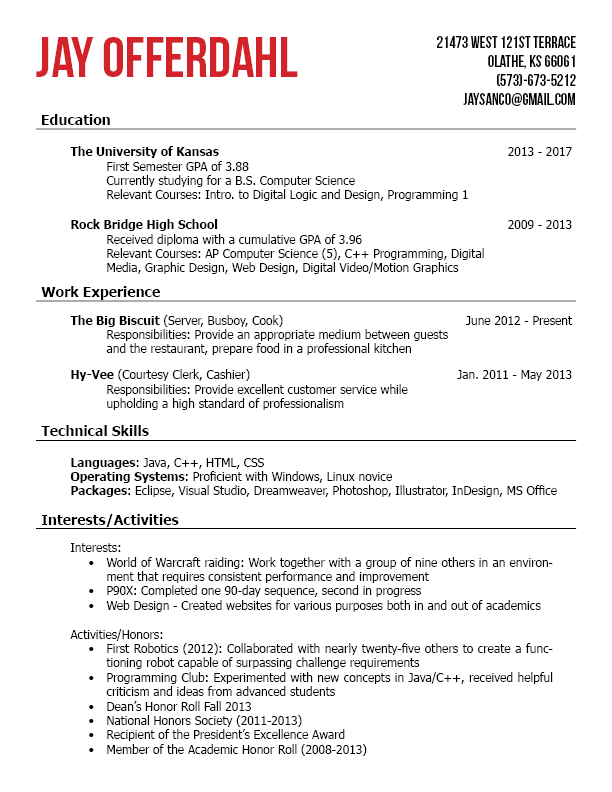 JAY OFFERDAHL
21473 WEST 121ST TERRACE
OLATHE, KS 66061
(573)-673-5212
JAYSANCO@GMAIL.COM
Education
The University of Kansas 2013 - 2017
First Semester GPA of 3.88
Currently studying for a B.S. Computer Science
Relevant Courses: Intro. to Digital Logic and Design, Programming 1
Rock Bridge High School 2009 - 2013
Received diploma with a cumulative GPA of 3.96
Relevant Courses: AP Computer Science (5), C++ Programming, Digital
Media, Graphic Design, Web Design, Digital Video/Motion Graphics
Work Experience
The Big Biscuit (Server, Busboy, Cook) June 2012 - Present
Responsibilities: Provide an appropriate medium between guests
and the restaurant, prepare food in a professional kitchen
Hy-Vee (Courtesy Clerk, Cashier) Jan. 2011 - May 2013
Responsibilities: Provide excellent customer service while
upholding a high standard of professionalism
Technical Skills
Languages: Java, C++, HTML, CSS
Operating Systems: Proficient with Windows, Linux novice
Packages: Eclipse, Visual Studio, Dreamweaver, Photoshop, Illustrator, InDesign, MS Office
Interests/Activities
Interests:
• World of Warcraft raiding: Work together with a group of nine others in an environ-
ment that requires consistent performance and improvement
• P90X: Completed one 90-day sequence, second in progress
• Web Design - Created websites for various purposes both in and out of academics
Activities/Honors:
• First Robotics (2012): Collaborated with nearly twenty-five others to create a func-
tioning robot capable of surpassing challenge requirements
• Programming Club: Experimented with new concepts in Java/C++, received helpful
criticism and ideas from advanced students
• Dean's Honor Roll Fall 2013
• National Honors Society (2011-2013)
• Recipient of the President's Excellence Award
• Member of the Academic Honor Roll (2008-2013)